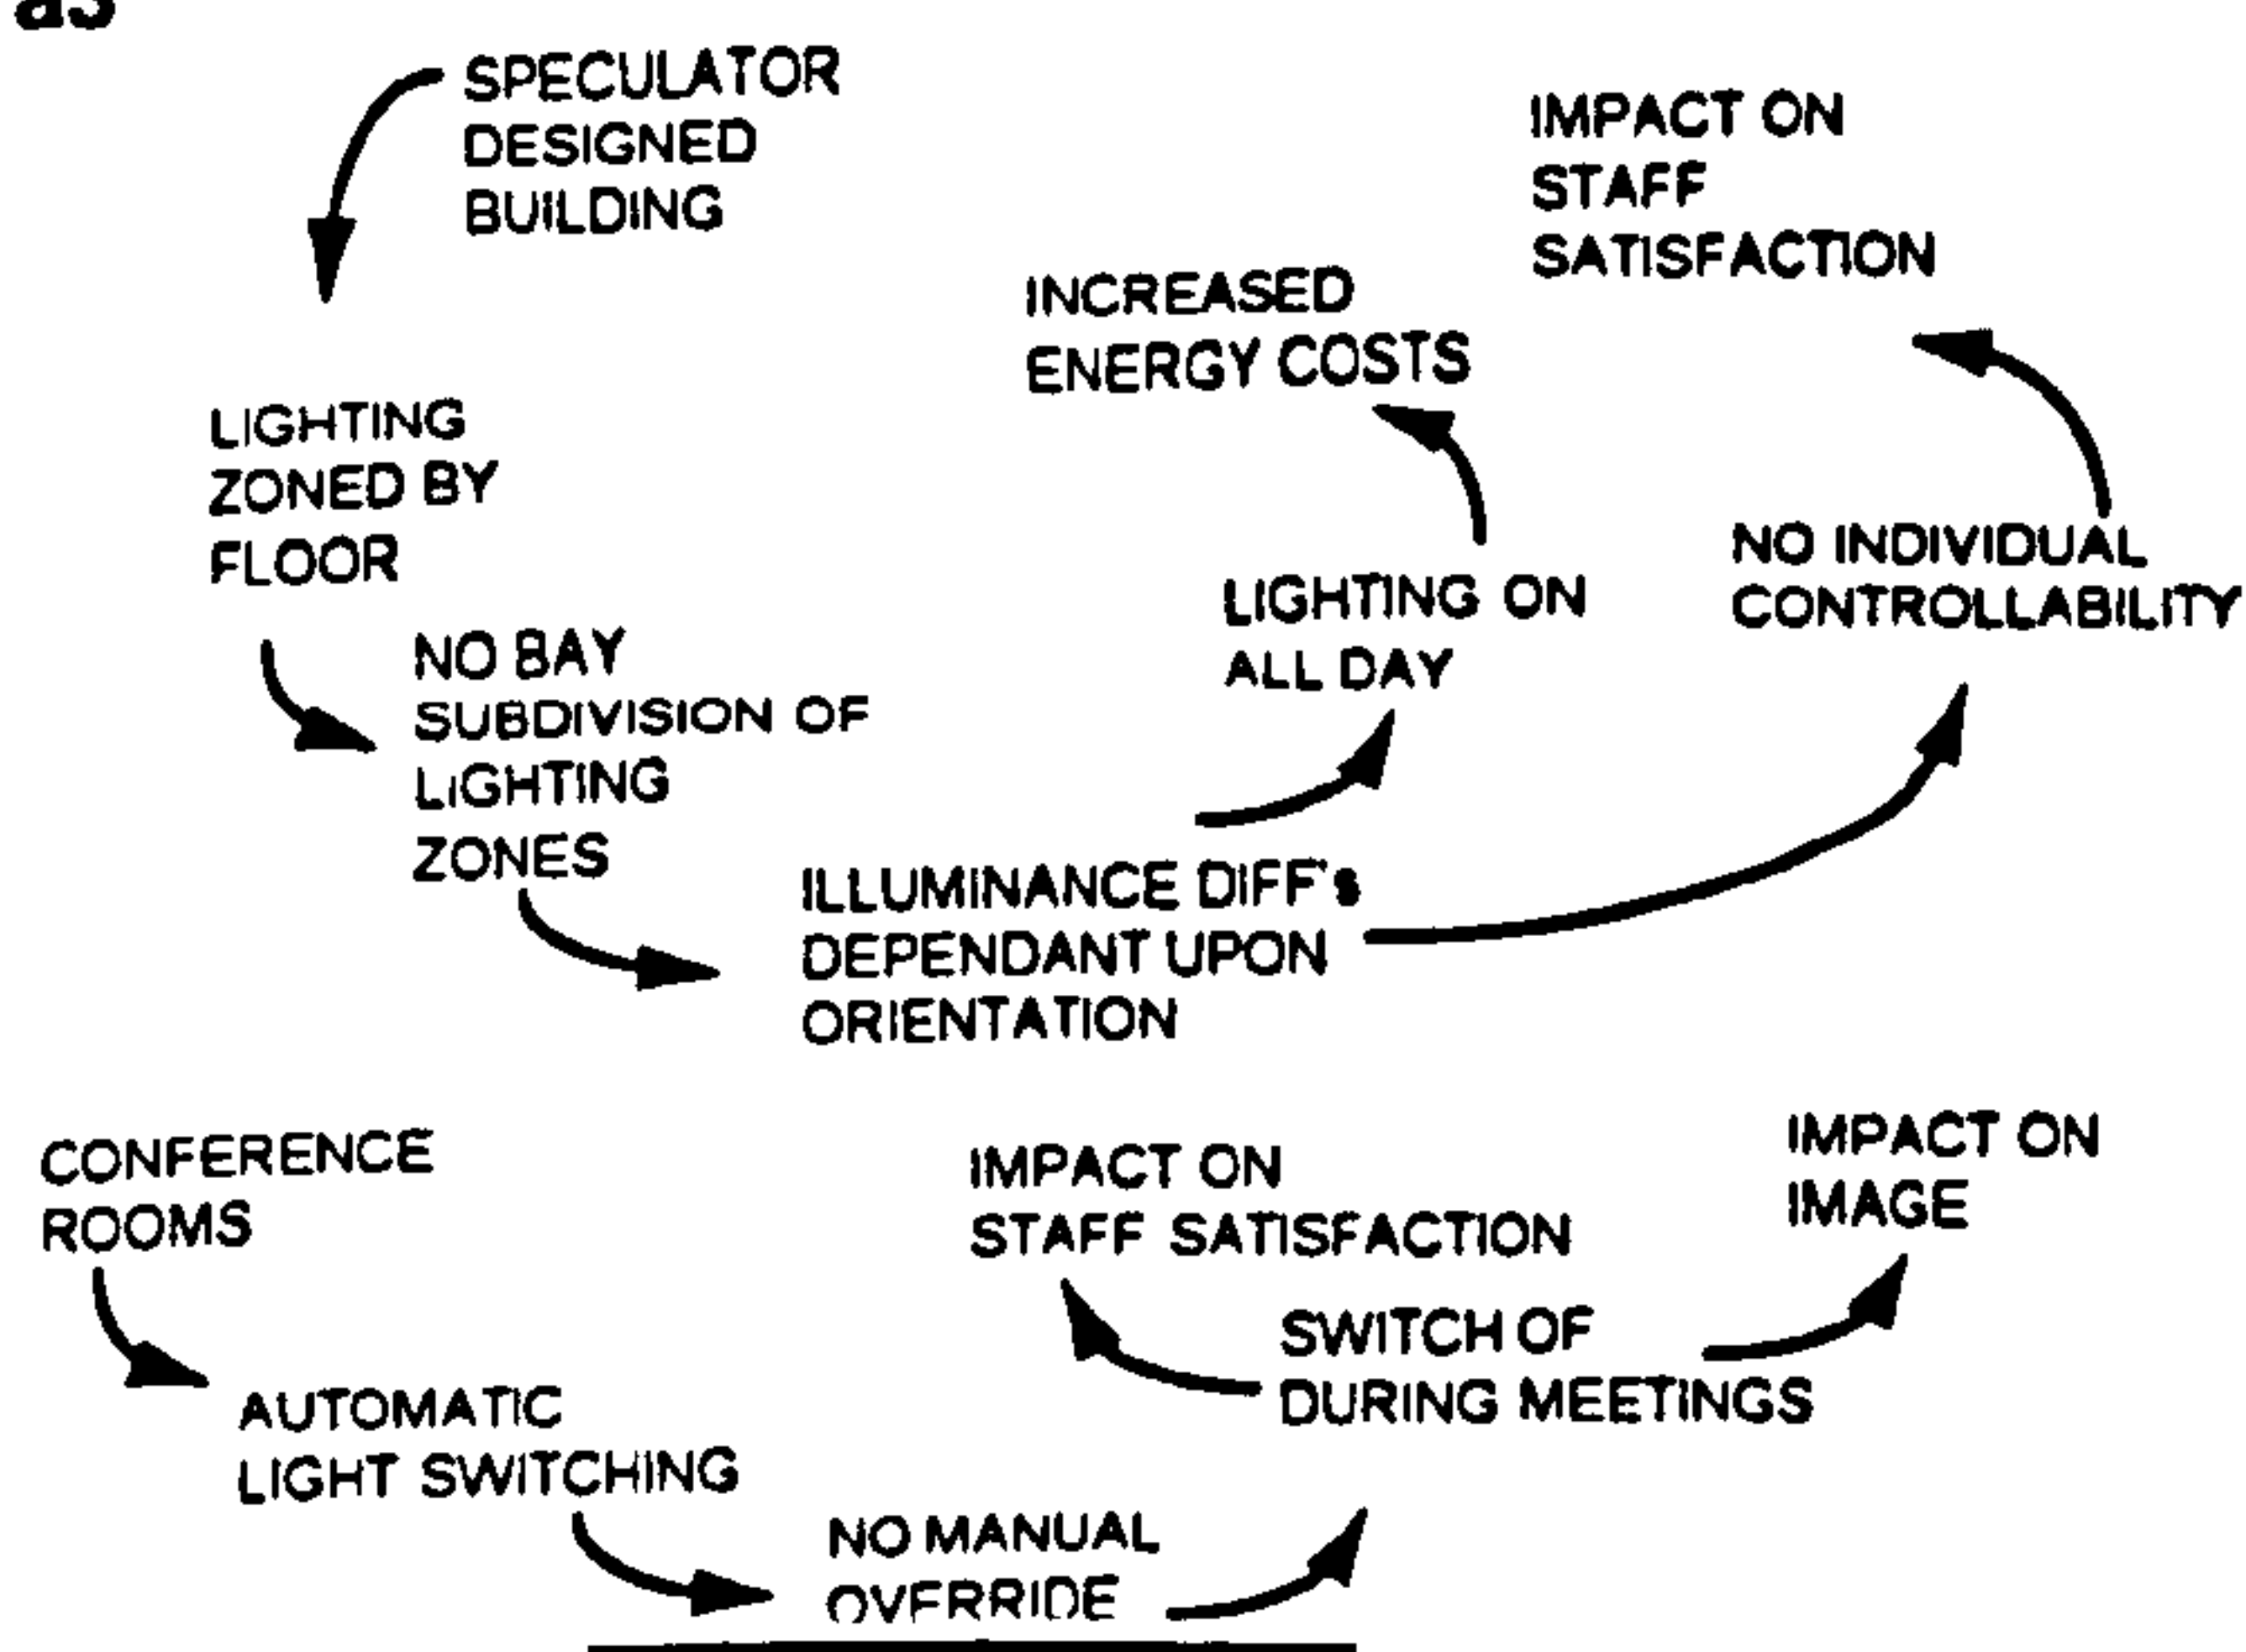 as
SPECULATOR
DESIGNED
BUILDING
IMPACT ON
STAFF
SATISFACTION
INCREASED
ENERGY COSTS
LIGHTING
ZONED BY
FLOOR
NO INDIVIDUAL
CONTROLLABILITY
LIGHTING ON
ALL DAY
NO BAY
SUBDIVISION OF
LIGHTING
ZONES
ILLUMINANCE DIFF's
DEPENDANT UPON
ORIENTATION
CONFERENCE
ROOMS
IMPACT ON
STAFF SATISFACTION
IMPACT ON
IMAGE
SWITCH OF
DURING MEETINGS
AUTOMATIC
LIGHT SWITCHING
NO MANUAL
OVERRIDE